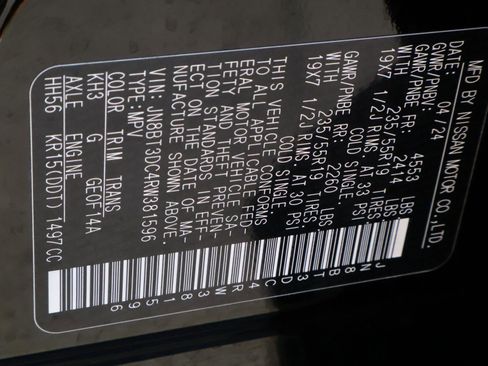 MFD BY NISSAN MOTOR CO.,LTD.
DATE: 04/24
GVWR/PNBV: 4553 LBS
GAWR/PNBE FR: 2414 LBS
WITH 235/55R19 TIRES
19X7 1/2J RIMS AT 33 PSI
COLD SINGLE
GAWR/PNBE RR: 2260 LBS
WITH 235/55R19 TIRES
19X7 1/2J RIMS AT 30 PSI
COLD SINGLE.
THIS VEHICLE CONFORMS
TO ALL APPLICABLE FED-
ERAL MOTOR VEHICLE SA-
FETY AND THEFT PREVEN-
TION STANDARDS IN EFF-
ECT ON THE DATE OF MA-
NUFACTURE SHOWN ABOVE.
JN8BT3DC4RW381596
TYPE:MPV
COLOR TRIM TRANS
KH3 G GE0F14A
AXLE ENGINE
HH56 KR15(DDT) 1497CC
JN8BT3DC4RW381596